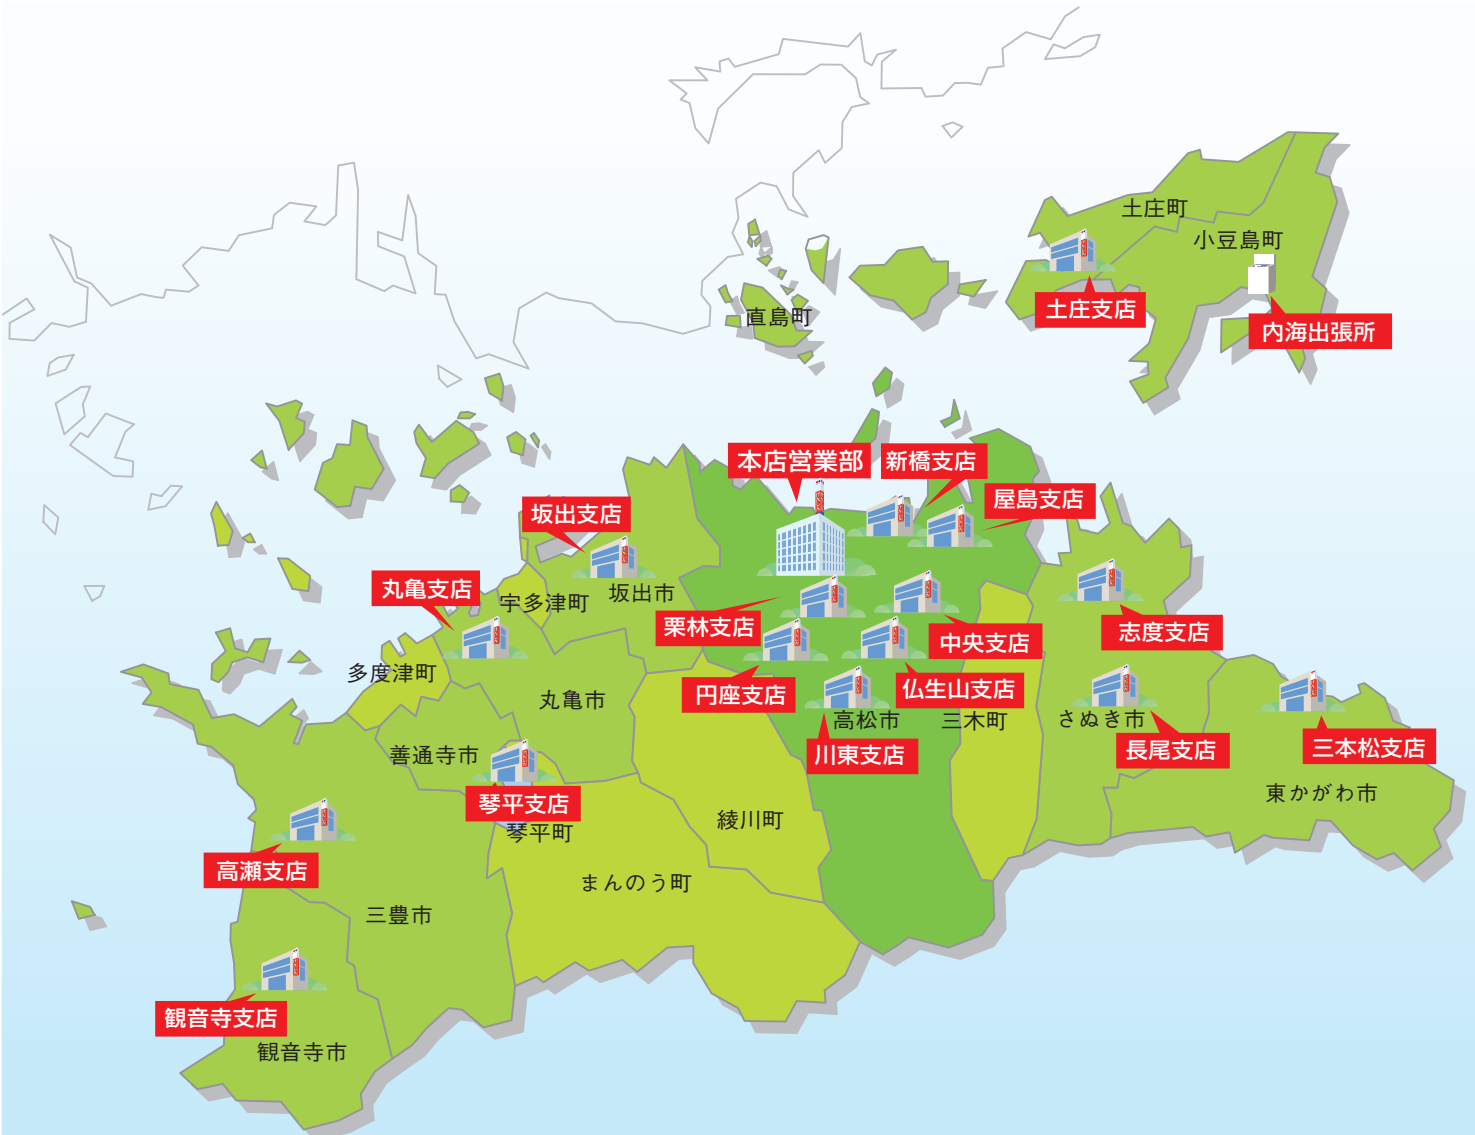 土庄町
小豆島町
土庄支店
直島町
内海出張所
本店営業部
新橋支店
屋島支店
坂出支店
丸亀支店
宇多津町
坂出市
栗林支店
中央支店
志度支店
多度津町
丸亀市
円座支店
仏生山支店
高松市
三木町
さぬき市
善通寺市
川東支店
長尾支店
三本松支店
琴平支店
東かがわ市
琴平町
綾川町
高瀬支店
まんのう町
三豊市
観音寺支店
観音寺市